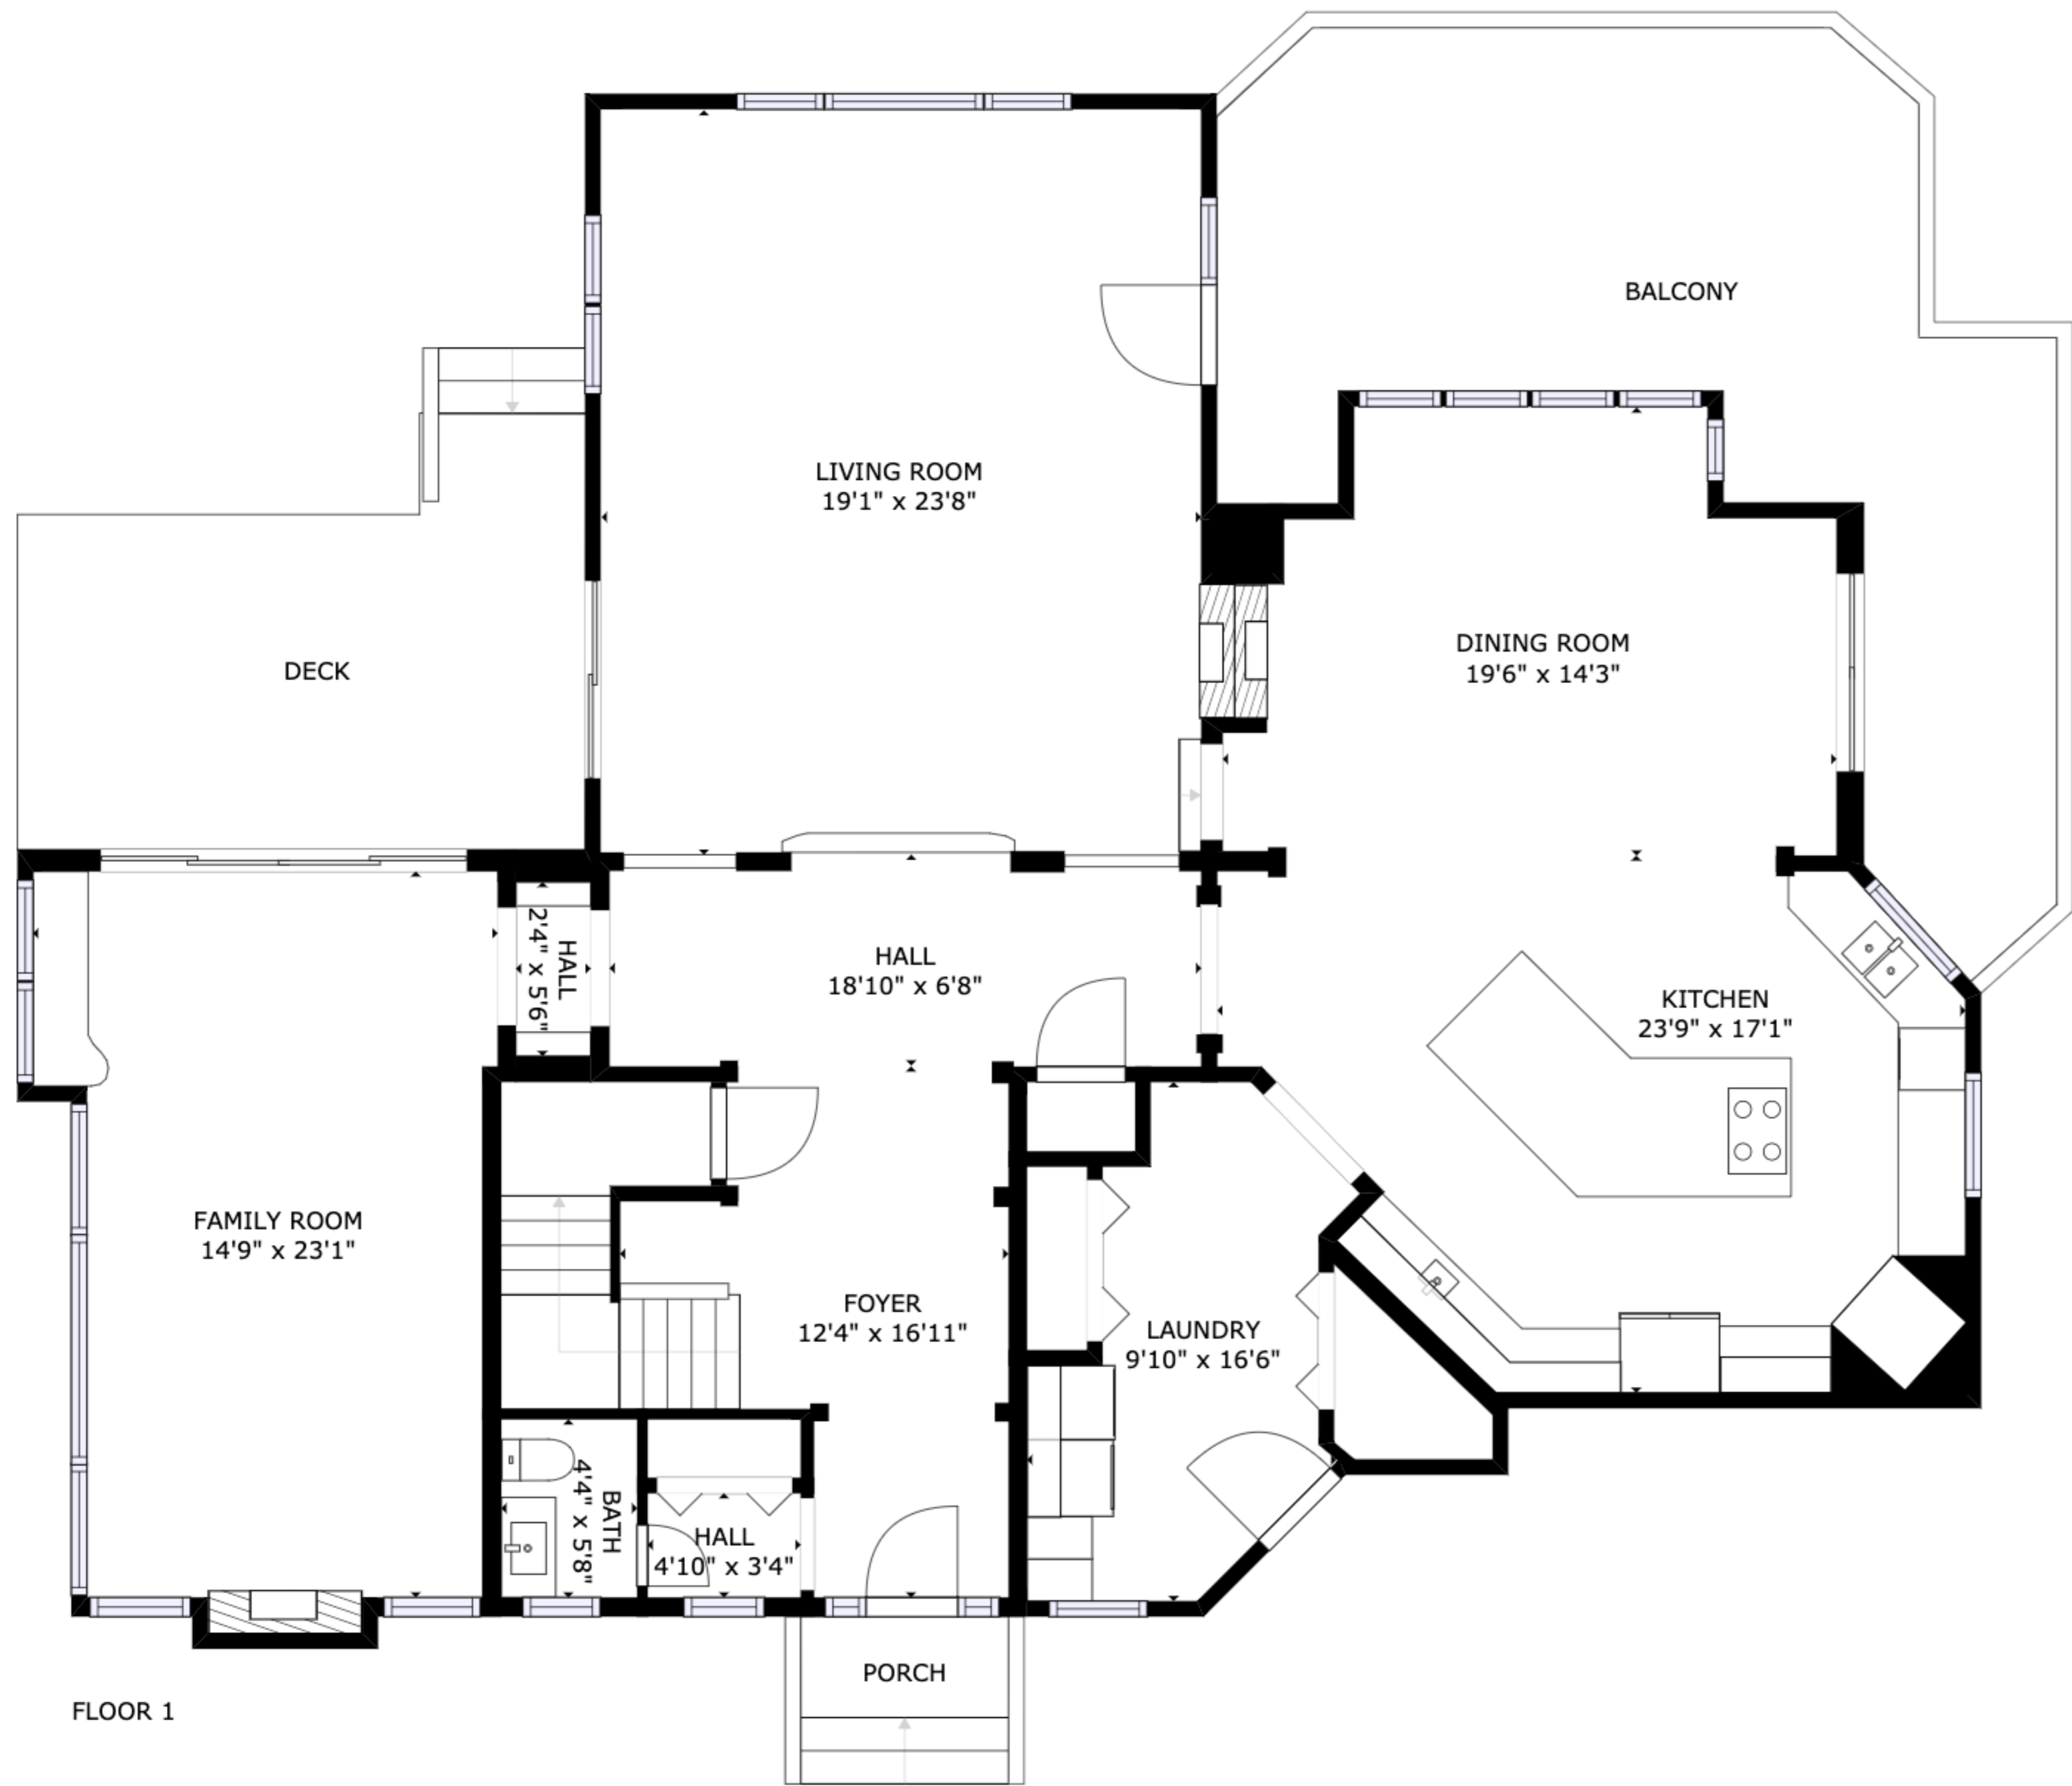 BALCONY
LIVING ROOM
19'1" x 23'8"
DINING ROOM
19'6" x 14'3"
DECK
HALL
2'4" x 5'6"
HALL
18'10" x 6'8"
KITCHEN
23'9" x 17'1"
FAMILY ROOM
14'9" x 23'1"
FOYER
12'4" x 16'11"
LAUNDRY
9'10" x 16'6"
BATH
4'4" x 5'8"
HALL
4'10" x 3'4"
PORCH
FLOOR 1